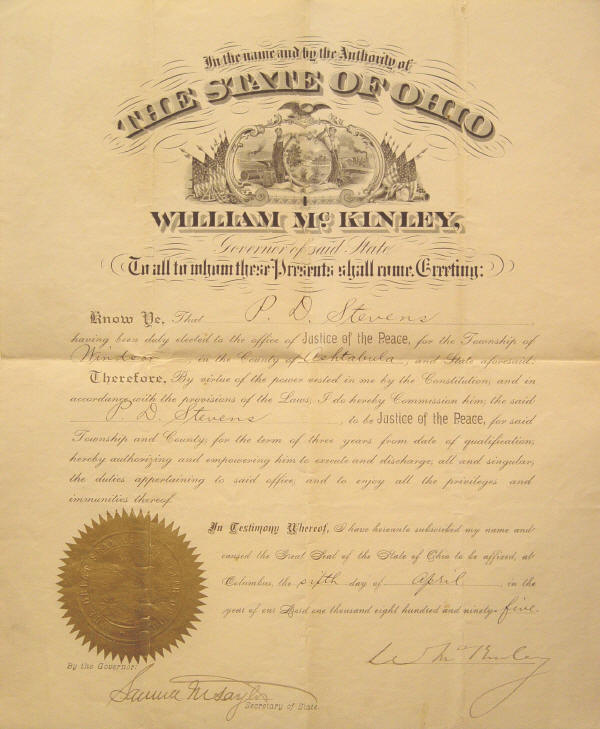 In the name and by the Authority of
THE STATE OF OHIO
WILLIAM Mc KINLEY,
Governor of said State
To all to whom these Presents shall come, Greeting:
Know Ye, That P. D. Stevens
having been duly elected to the office of Justice of the Peace, for the Township of
Windsor, in the County of Ashtabula, and State aforesaid:
Therefore, By virtue of the power vested in me by the Constitution, and in
accordance with the provisions of the Laws, I do hereby Commission him, the said
P. D. Stevens, to be Justice of the Peace, for said
Township and County, for the term of three years from date of qualification,
hereby authorizing and empowering him to execute and discharge, all and singular,
the duties appertaining to said office, and to enjoy all the privileges and
immunities thereof.
In Testimony Whereof, I have hereunto subscribed my name and
caused the Great Seal of the State of Ohio to be affixed, at
Columbus, the sixth day of April, in the
year of our Lord one thousand eight hundred and ninety-five
W McKinley
By the Governor:
Samuel M Taylor
Secretary of State.